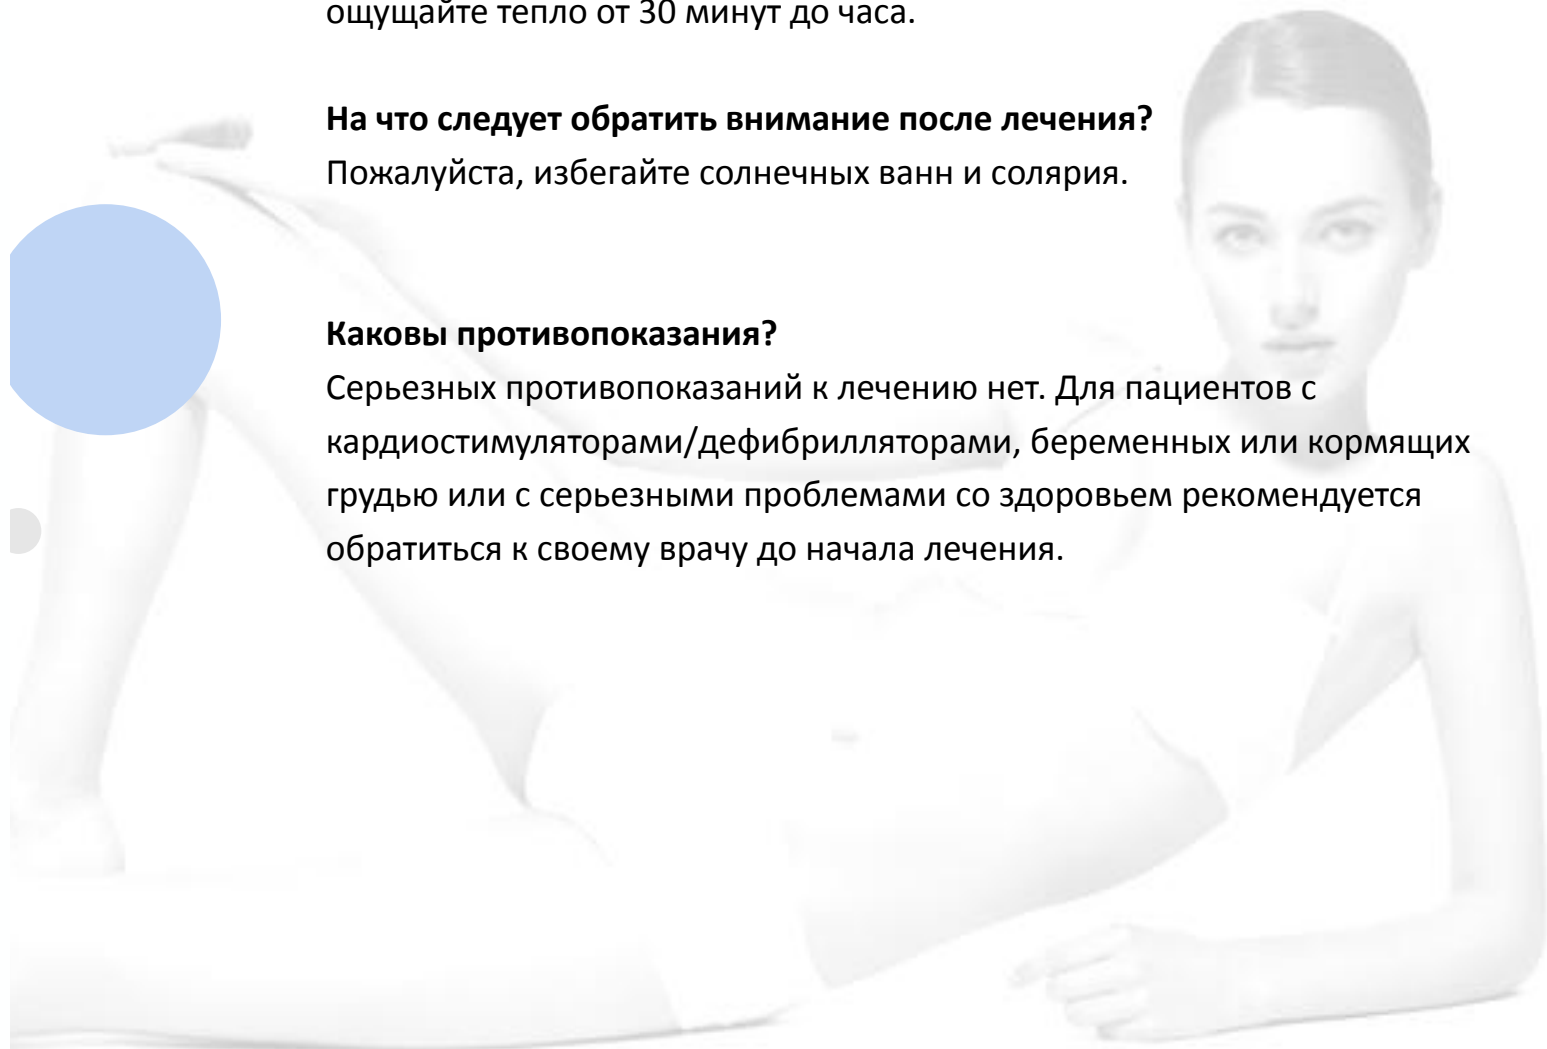 ощущайте тепло от 30 минут до часа.
На что следует обратить внимание после лечения?
Пожалуйста, избегайте солнечных ванн и солярия.
Каковы противопоказания?
Серьезных противопоказаний к лечению нет. Для пациентов с
кардиостимуляторами/дефибрилляторами, беременных или кормящих
грудью или с серьезными проблемами со здоровьем рекомендуется
обратиться к своему врачу до начала лечения.